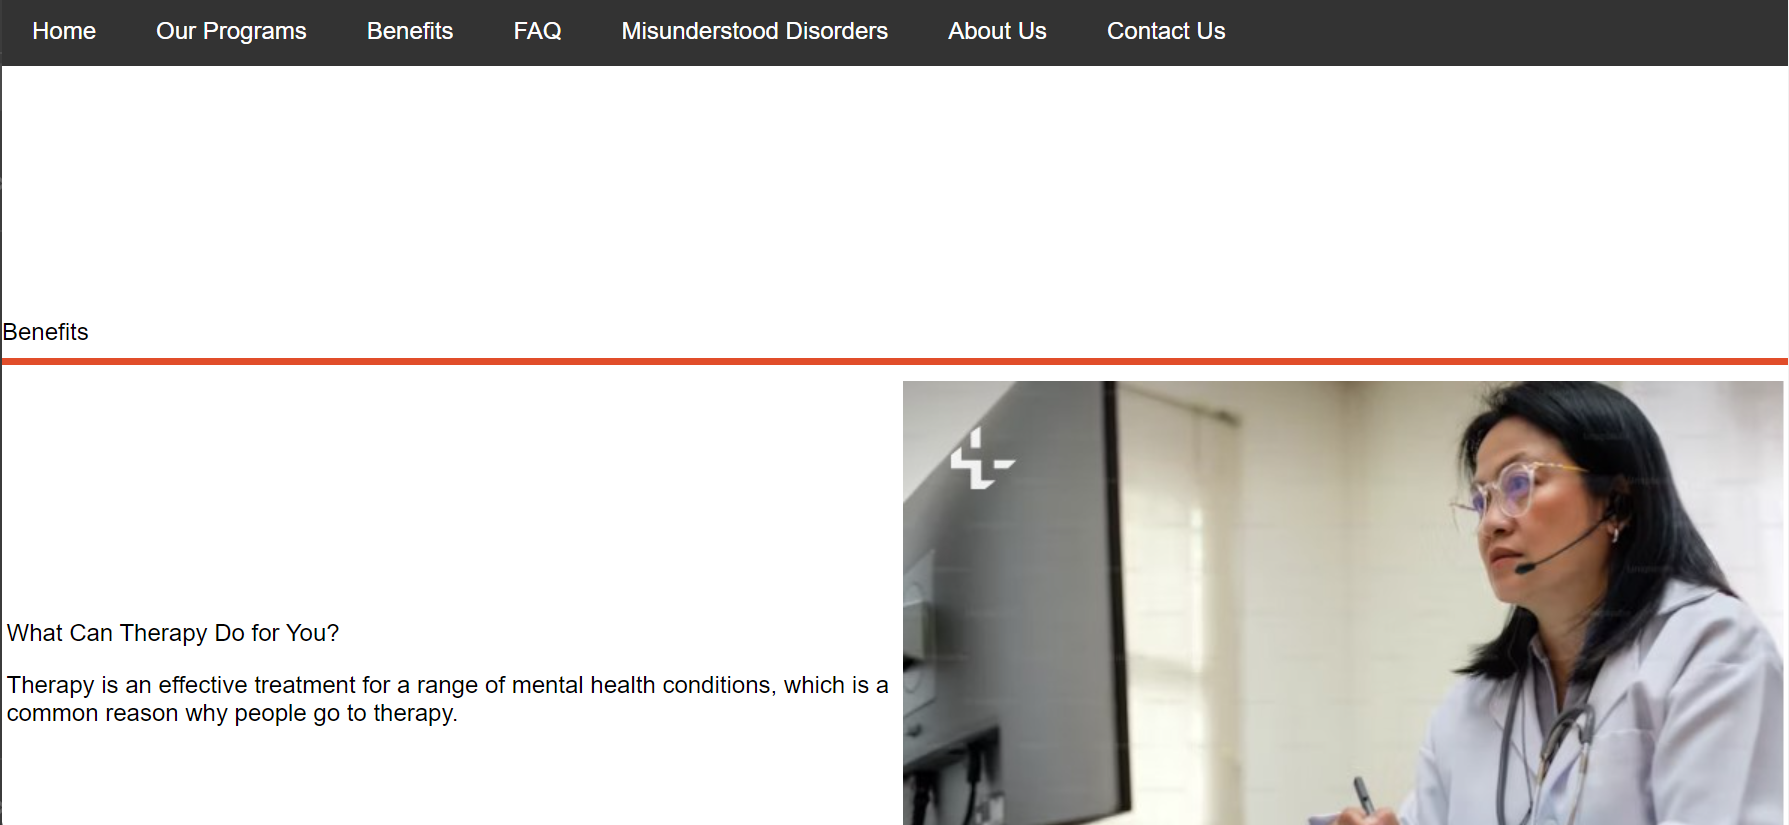 Home Our Programs Benefits FAQ Misunderstood Disorders About Us Contact Us
Benefits
What Can Therapy Do for You?
Therapy is an effective treatment for a range of mental health conditions, which is a
common reason why people go to therapy.